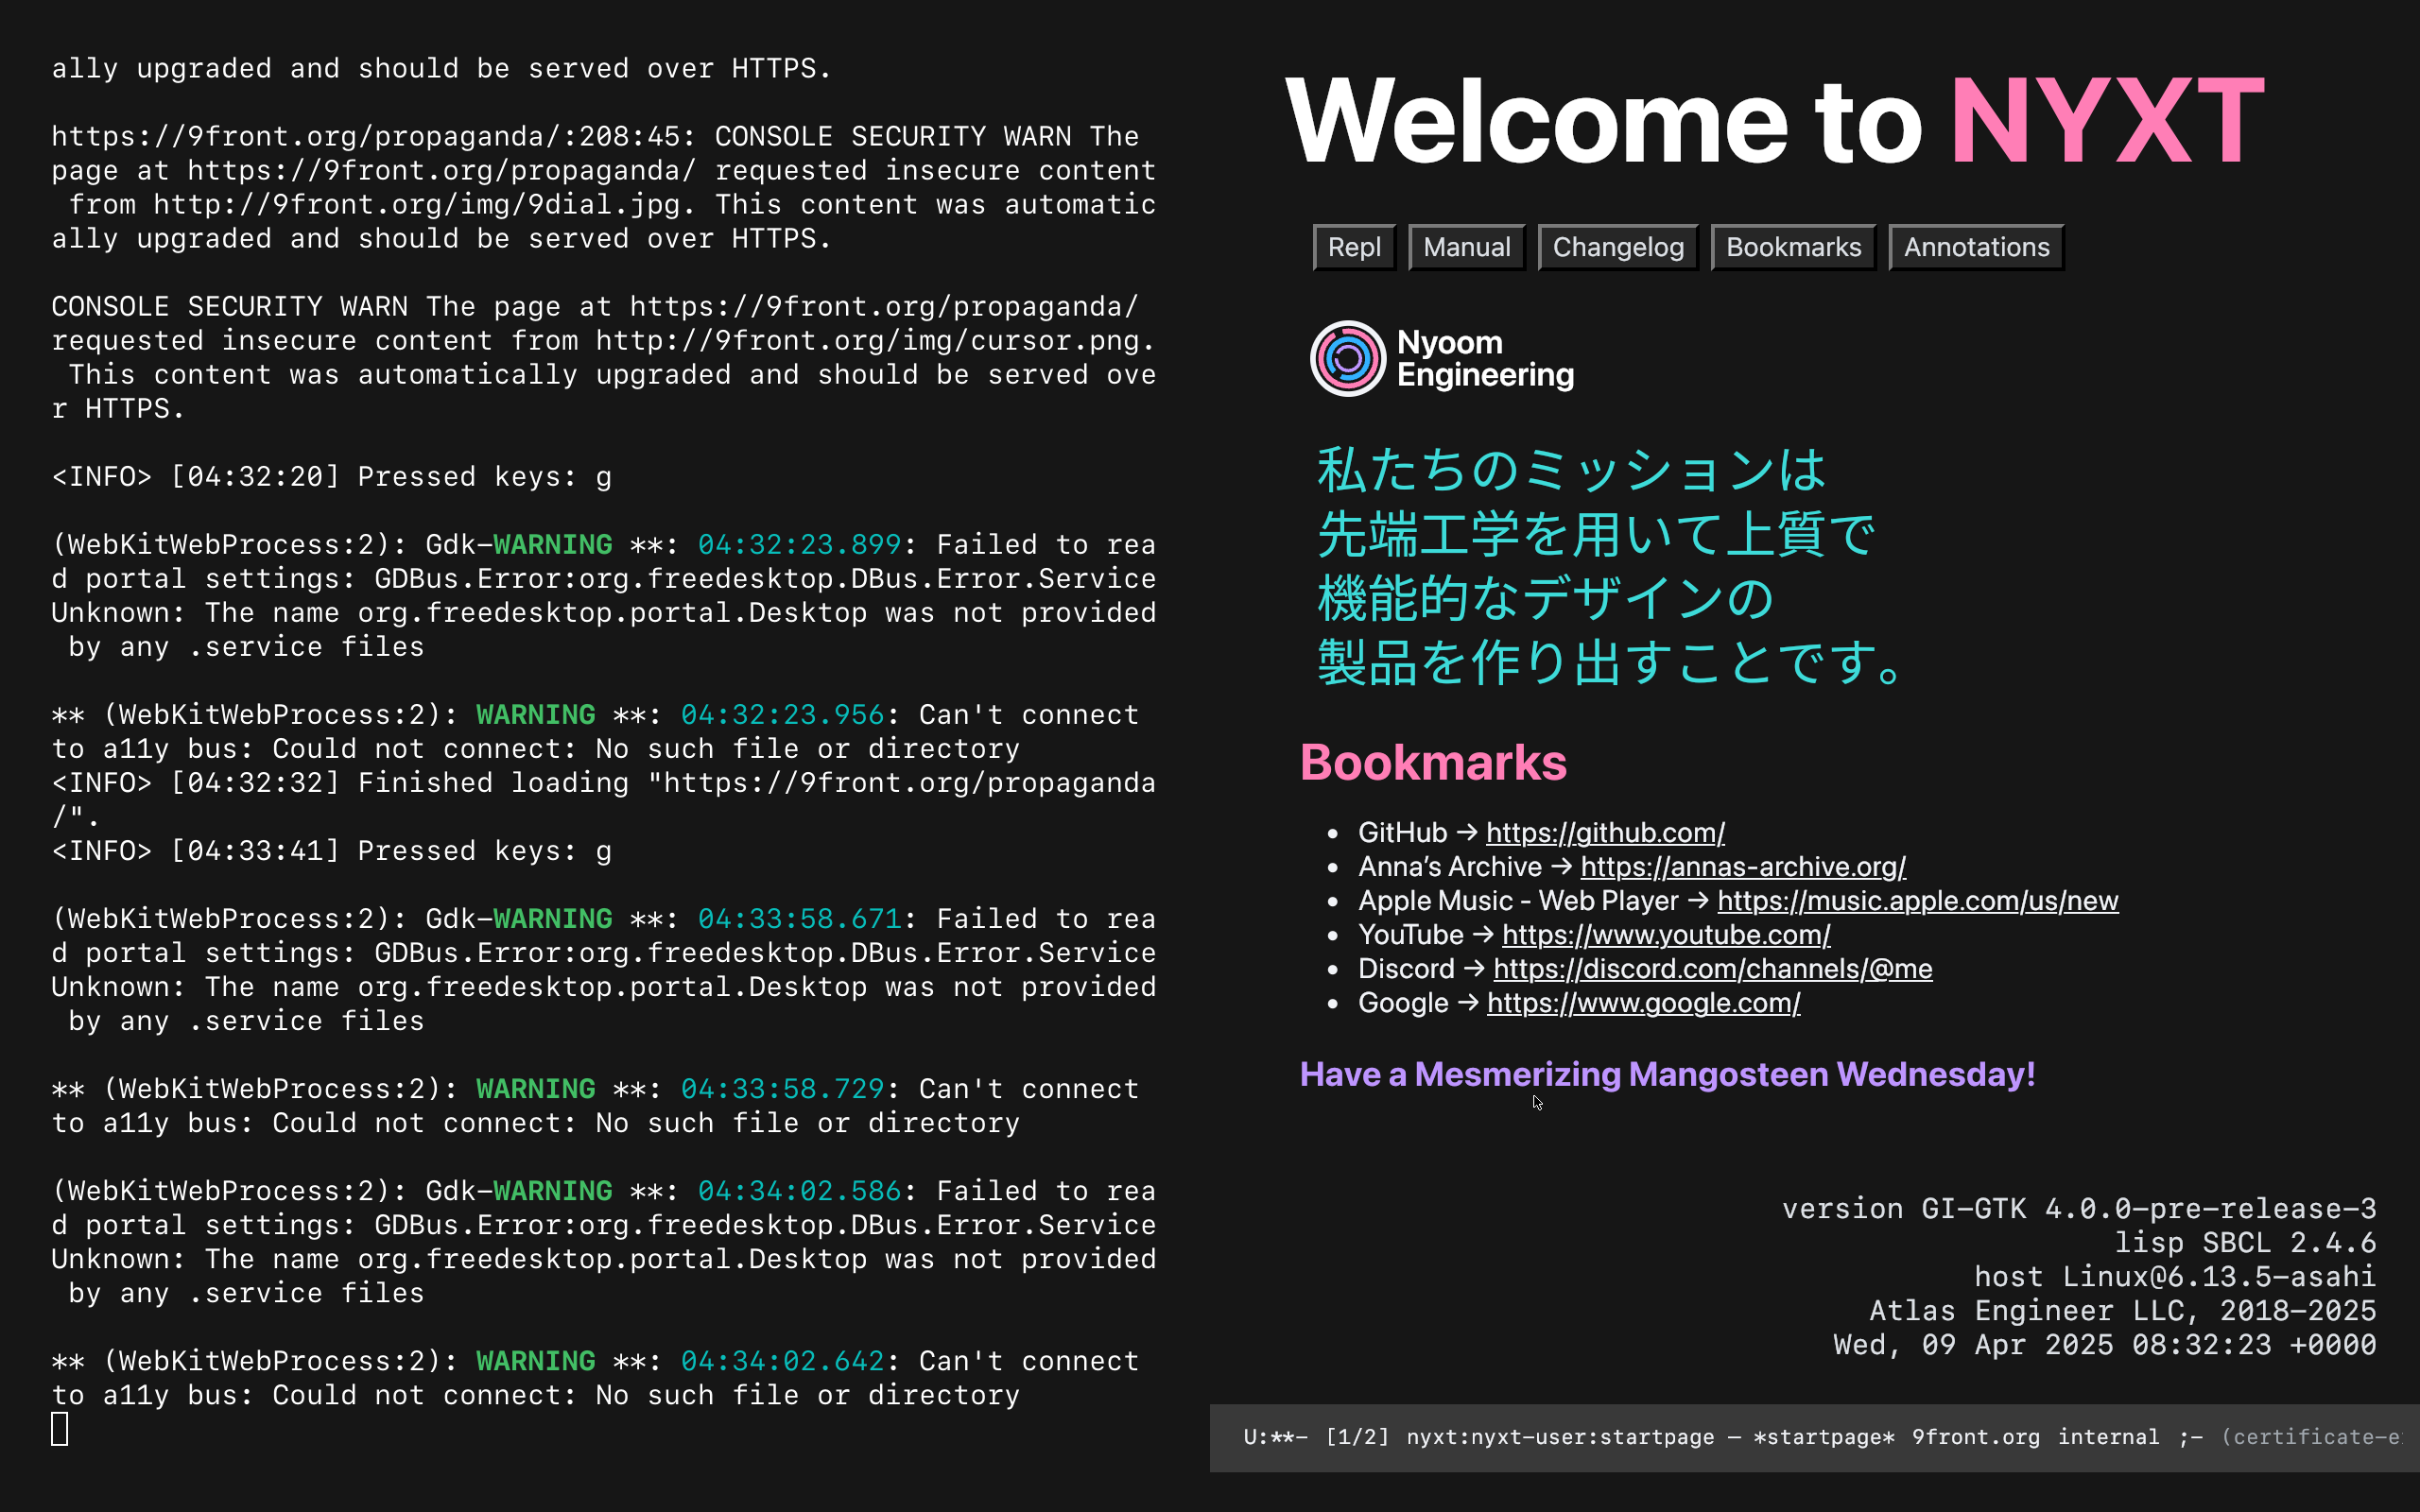 ally upgraded and should be served over HTTPS.
https://9front.org/propaganda/:208:45: CONSOLE SECURITY WARN The
page at https://9front.org/propaganda/ requested insecure content
from http://9front.org/img/9dial.jpg. This content was automatic
ally upgraded and should be served over HTTPS.
CONSOLE SECURITY WARN The page at https://9front.org/propaganda/
requested insecure content from http://9front.org/img/cursor.png.
This content was automatically upgraded and should be served ove
r HTTPS.
<INFO> [04:32:20] Pressed keys: g
(WebKitWebProcess:2): Gdk-WARNING **: 04:32:23.899: Failed to rea
d portal settings: GDBus.Error:org.freedesktop.DBus.Error.Service
Unknown: The name org.freedesktop.portal.Desktop was not provided
by any .service files
** (WebKitWebProcess:2): WARNING **: 04:32:23.956: Can't connect
to a11y bus: Could not connect: No such file or directory
<INFO> [04:32:32] Finished loading "https://9front.org/propaganda
/".
<INFO> [04:33:41] Pressed keys: g
(WebKitWebProcess:2): Gdk-WARNING **: 04:33:58.671: Failed to rea
d portal settings: GDBus.Error:org.freedesktop.DBus.Error.Service
Unknown: The name org.freedesktop.portal.Desktop was not provided
by any .service files
** (WebKitWebProcess:2): WARNING **: 04:33:58.729: Can't connect
to a11y bus: Could not connect: No such file or directory
(WebKitWebProcess:2): Gdk-WARNING **: 04:34:02.586: Failed to rea
d portal settings: GDBus.Error:org.freedesktop.DBus.Error.Service
Unknown: The name org.freedesktop.portal.Desktop was not provided
by any .service files
** (WebKitWebProcess:2): WARNING **: 04:34:02.642: Can't connect
to a11y bus: Could not connect: No such file or directory
Welcome to NYXT
Repl Manual Changelog Bookmarks Annotations
Nyoom
Engineering
私たちのミッションは
先端工学を用いて上質で
機能的なデザインの
製品を作り出すことです。
Bookmarks
• GitHub → https://github.com/
• Anna’s Archive → https://annas-archive.org/
• Apple Music - Web Player → https://music.apple.com/us/new
• YouTube → https://www.youtube.com/
• Discord → https://discord.com/channels/@me
• Google → https://www.google.com/
Have a Mesmerizing Mangosteen Wednesday!
version GI-GTK 4.0.0-pre-release-3
lisp SBCL 2.4.6
host Linux@6.13.5-asahi
Atlas Engineer LLC, 2018-2025
Wed, 09 Apr 2025 08:32:23 +0000
U:**- [1/2] nyxt:nyxt-user:startpage — *startpage* 9front.org internal ;- (certificate-e